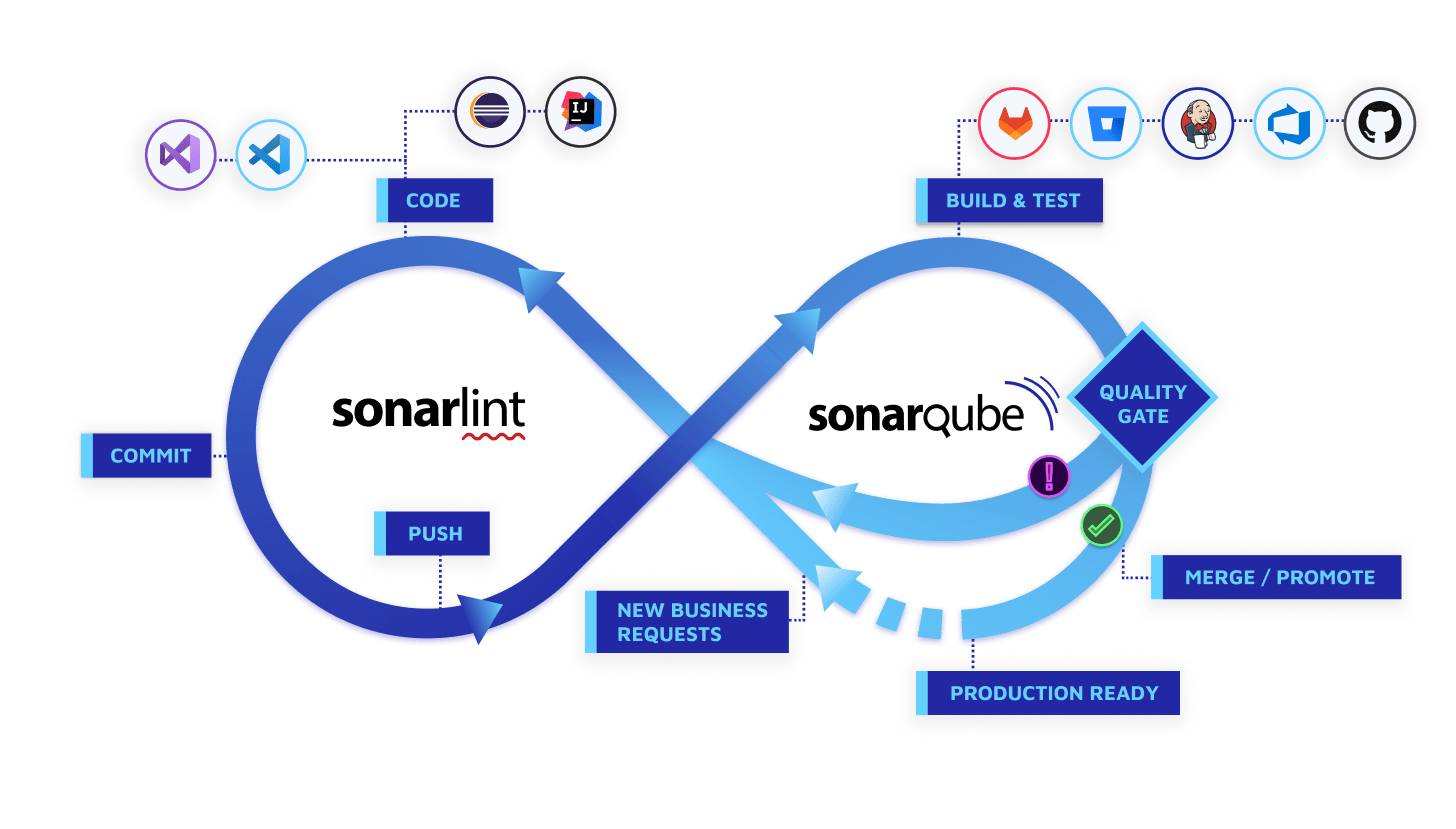 IJ
CODE
BUILD & TEST
sonarlint
sonarqube
QUALITY
GATE
!
COMMIT
PUSH
MERGE / PROMOTE
NEW BUSINESS
REQUESTS
PRODUCTION READY